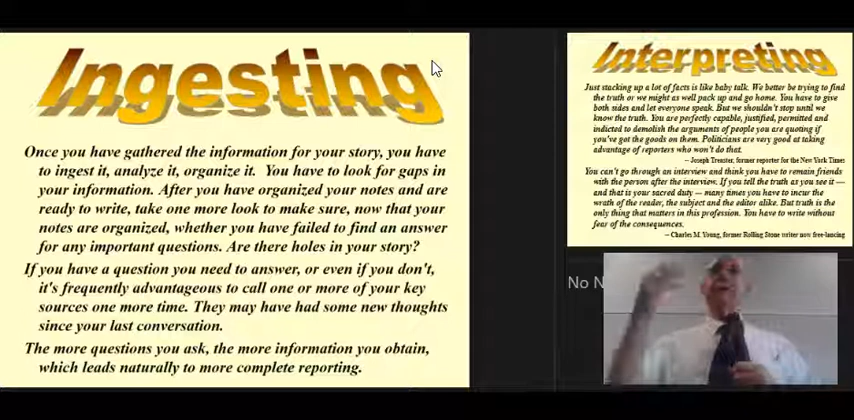 Ingesting
Once you have gathered the information for your story, you have
to ingest it, analyze it, organize it. You have to look for gaps in
your information. After you have organized your notes and are
ready to write, take one more look to make sure, now that your
notes are organized, whether you have failed to find an answer
for any important questions. Are there holes in your story?
If you have a question you need to answer, or even if you don't,
it's frequently advantageous to call one or more of your key
sources one more time. They may have had some new thoughts
since your last conversation.
The more questions you ask, the more information you obtain,
which leads naturally to more complete reporting.
Interpreting
Just stacking up a lot of facts is like baby talk. We better be trying to find
the truth or we might as well pack up and go home. You have to give
both sides and let everyone speak. But we shouldn't stop until we
know the truth. You are perfectly capable, justified, permitted and
indicted to demolish the arguments of people you are quoting if
you've got the goods on them. Politicians are very good at taking
advantage of reporters who won't do that.
-- Joseph Treaster, former reporter for the New York Times
You can't go through an interview and think you have to remain friends
with the person after the interview. If you tell the truth as you see it —
and that is your sacred duty — many times you have to incur the
wrath of the reader, the subject and the editor alike. But truth is the
only thing that matters in this profession. You have to write without
fear of the consequences.
-- Charles M. Young, former Rolling Stone writer now free-lancing
No N